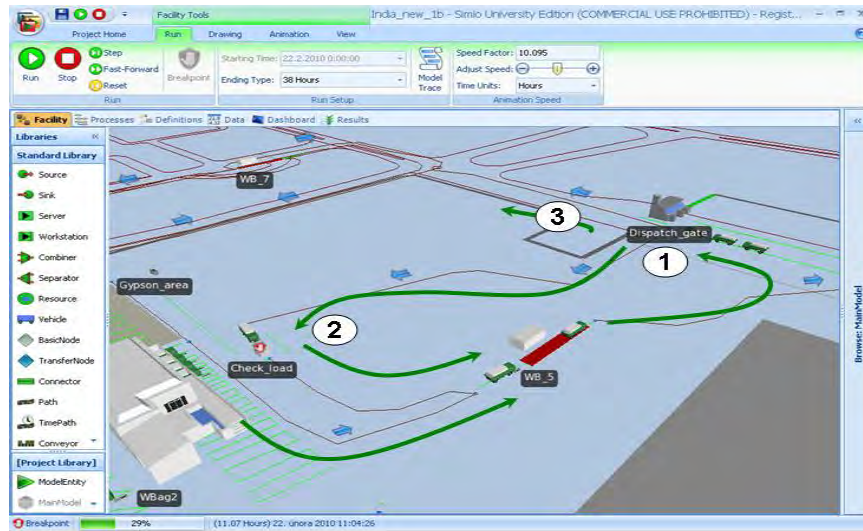 Facility Tools
India_new_1b - Simio University Edition (COMMERCIAL USE PROHIBITED) - Regist...
Project Home Run Drawing Animation View
Run
Stop
Step
Fast-Forward
Reset
Run
Breakpoint
Starting Time: 22.2.2010 0:00:00
Ending Type: 38 Hours
Run Setup
Model
Trace
Speed Factor: 10.095
Adjust Speed:
Time Units: Hours
Animation Speed
Facility Processes Definitions Data Dashboard Results
Libraries
Standard Library
Source
Sink
Server
Workstation
Combiner
Separator
Resource
Vehicle
BasicNode
TransferNode
Connector
Path
TimePath
Conveyor
[Project Library]
ModelEntity
MainModel
WB_7
3
Dispatch_gate
1
Gypson_area
2
Check_load
WB_5
WBag2
Browse: MainModel
Breakpoint 29% (11.07 Hours) 22. února 2010 11:04:26